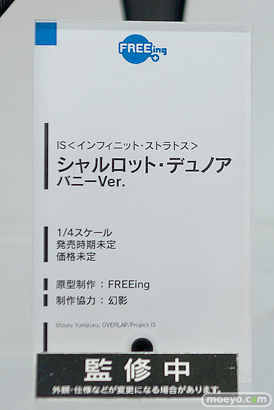 FREEing
IS<インフィニット・ストラトス>
シャルロット・デュノア
バニーVer.
1/4スケール
発売時期未定
価格未定
原型制作：FREEing
制作協力：幻影
©Izuru Yumizuru, OVERLAP/Project IS
監修中
外観・仕様などが変更になる場合があります。
moeyo.com